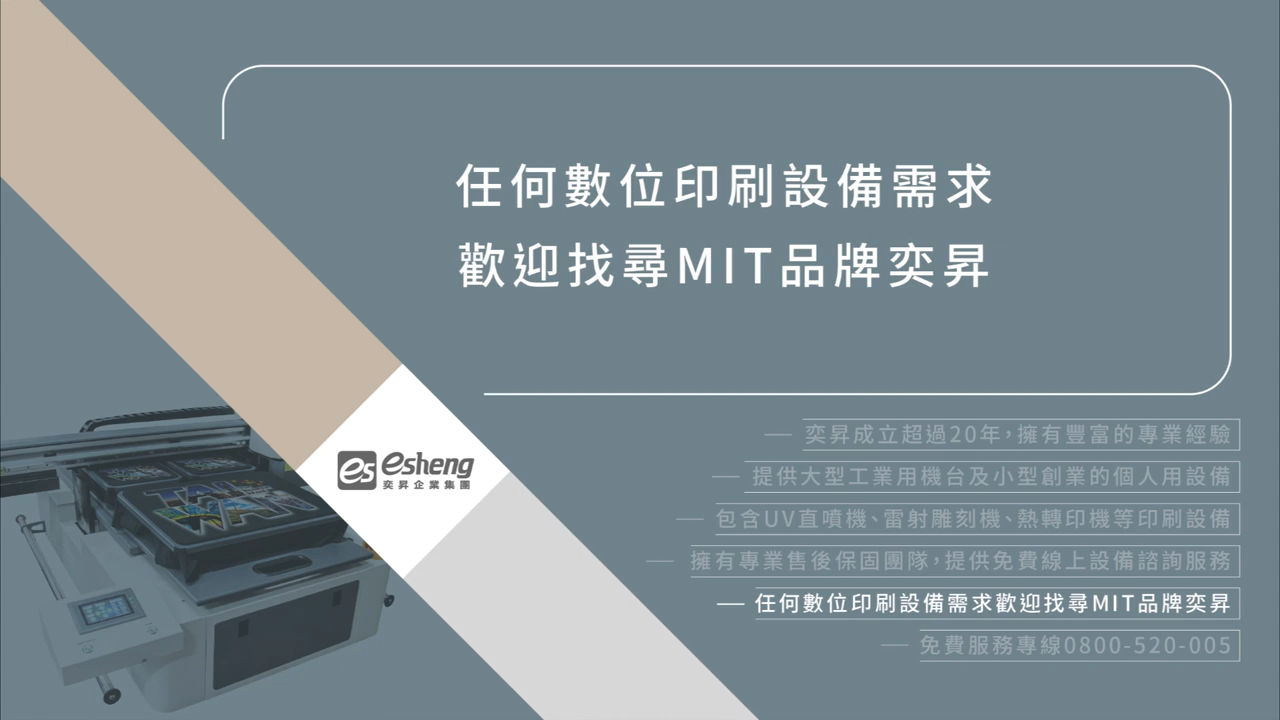 任何數位印刷設備需求
歡迎找尋MIT品牌奕昇
es esheng
奕昇企業集團
TAIWAN
奕昇成立超過20年，擁有豐富的專業經驗
提供大型工業用機台及小型創業的個人用設備
包含UV直噴機、雷射雕刻機、熱轉印機等印刷設備
擁有專業售後保固團隊，提供免費線上設備諮詢服務
任何數位印刷設備需求歡迎找尋MIT品牌奕昇
免費服務專線0800-520-005